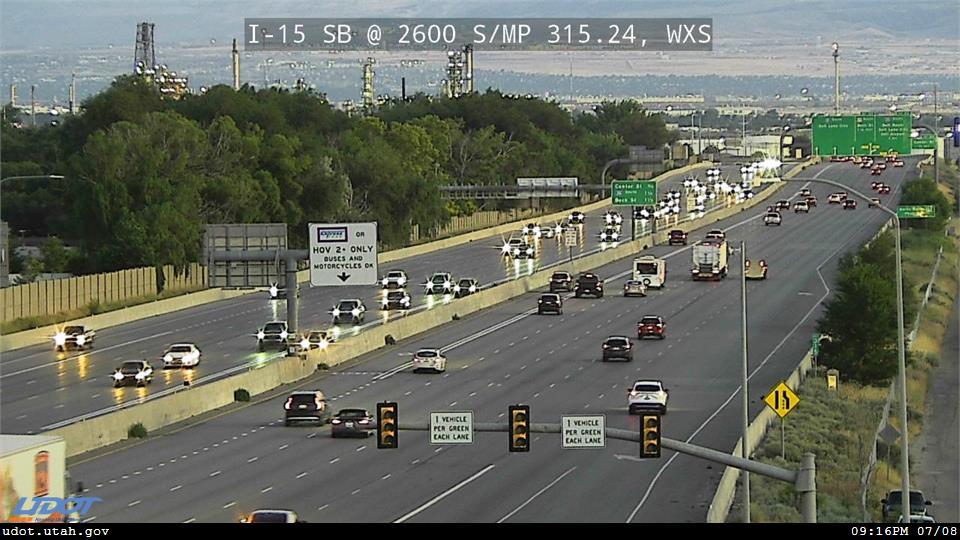 I-15 SB @ 2600 S/MP 315.24, WXS
Center St
Beck St
Express OR
HOV 2+ ONLY
BUSES AND
MOTORCYCLES OK
1 VEHICLE
PER GREEN
EACH LANE
1 VEHICLE
PER GREEN
EACH LANE
UDOT
udot.utah.gov
09:16PM 07/08